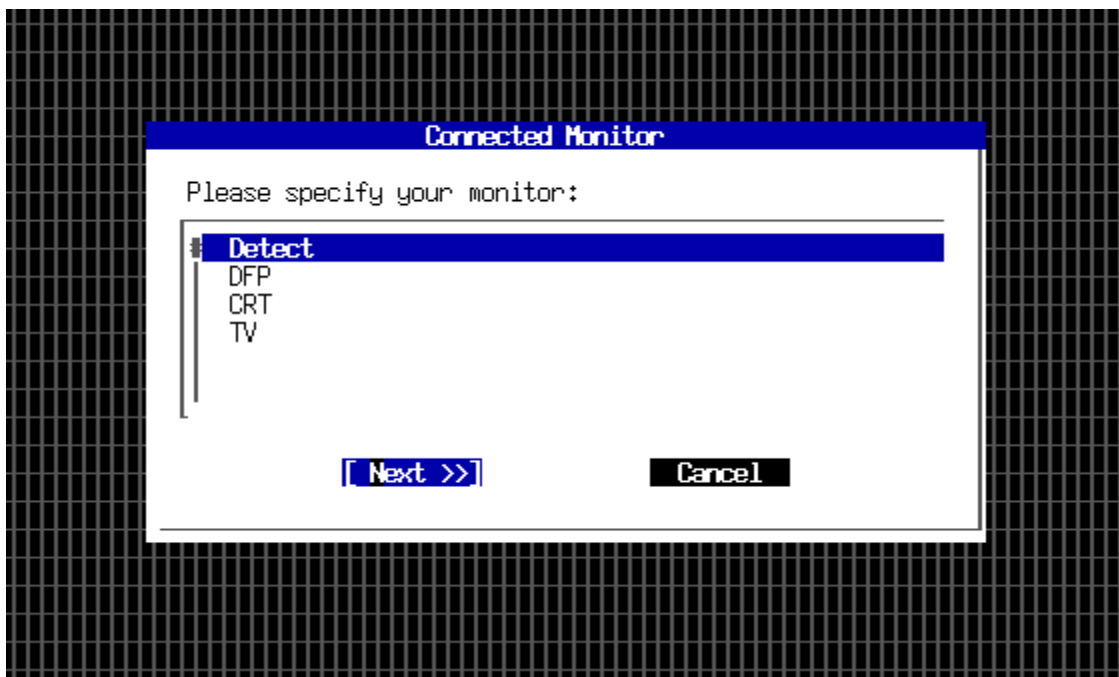 Connected Monitor
Please specify your monitor:
# Detect
DFP
CRT
TV
[ Next >>] Cancel